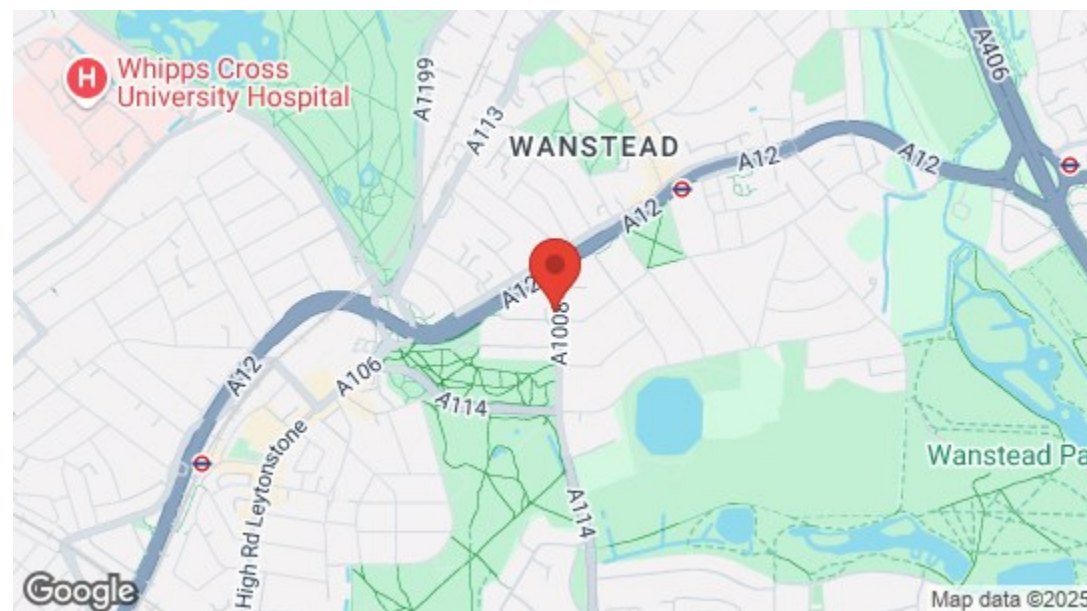 A406
H
Whipps Cross
University Hospital
A1199
A113
WANSTEAD
A12
A12
A12
A12
A1008
A12
A106
A114
High Rd Leytonstone
Wanstead Pa
A114
Google
Map data ©2025